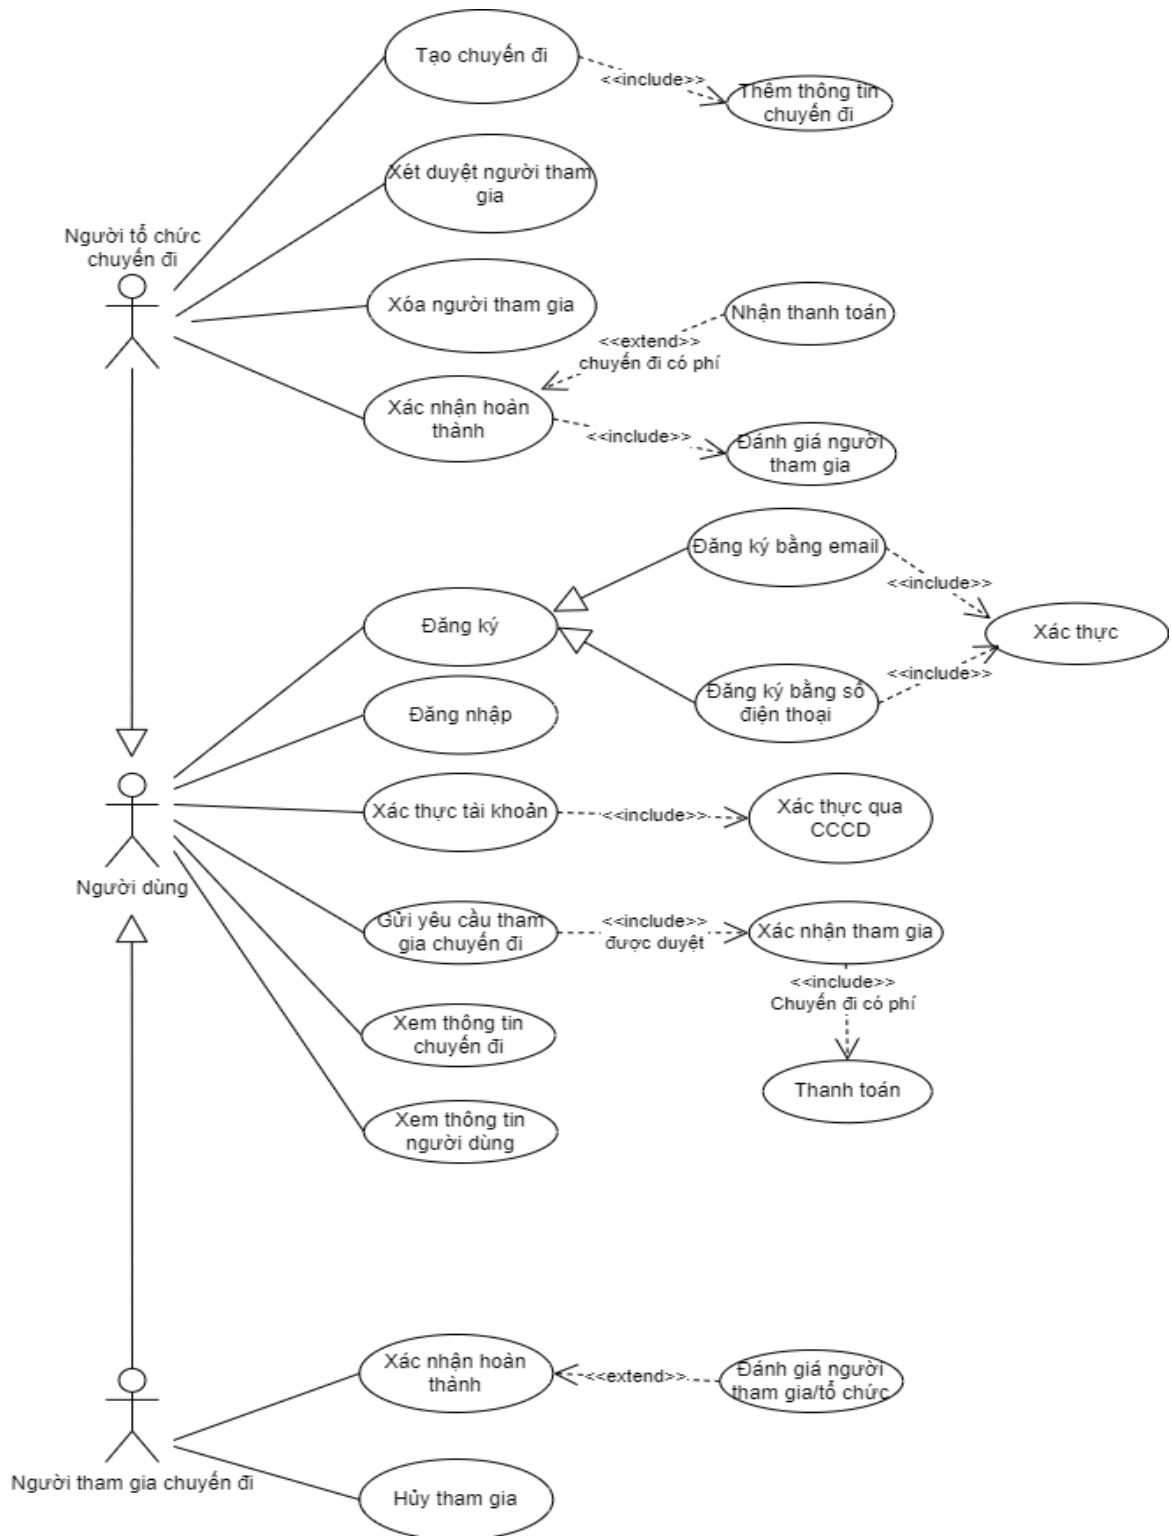 Tạo chuyến đi
<<include>>
Thêm thông tin
chuyến đi
Xét duyệt người tham
gia
Người tổ chức
chuyến đi
Xóa người tham gia
Nhận thanh toán
<<extend>>
chuyến đi có phí
Xác nhận hoàn
thành
<<include>>
Đánh giá người
tham gia
Đăng ký bằng email
<<include>>
Đăng ký
Xác thực
Đăng ký bằng số
điện thoại
<<include>>
Đăng nhập
Xác thực tài khoản
<<include>>
Xác thực qua
CCCD
Người dùng
Gửi yêu cầu tham
gia chuyến đi
<<include>>
được duyệt
Xác nhận tham gia
<<include>>
Chuyến đi có phí
Xem thông tin
chuyến đi
Thanh toán
Xem thông tin
người dùng
Xác nhận hoàn
thành
<<extend>>
Đánh giá người
tham gia/tổ chức
Người tham gia chuyến đi
Hủy tham gia